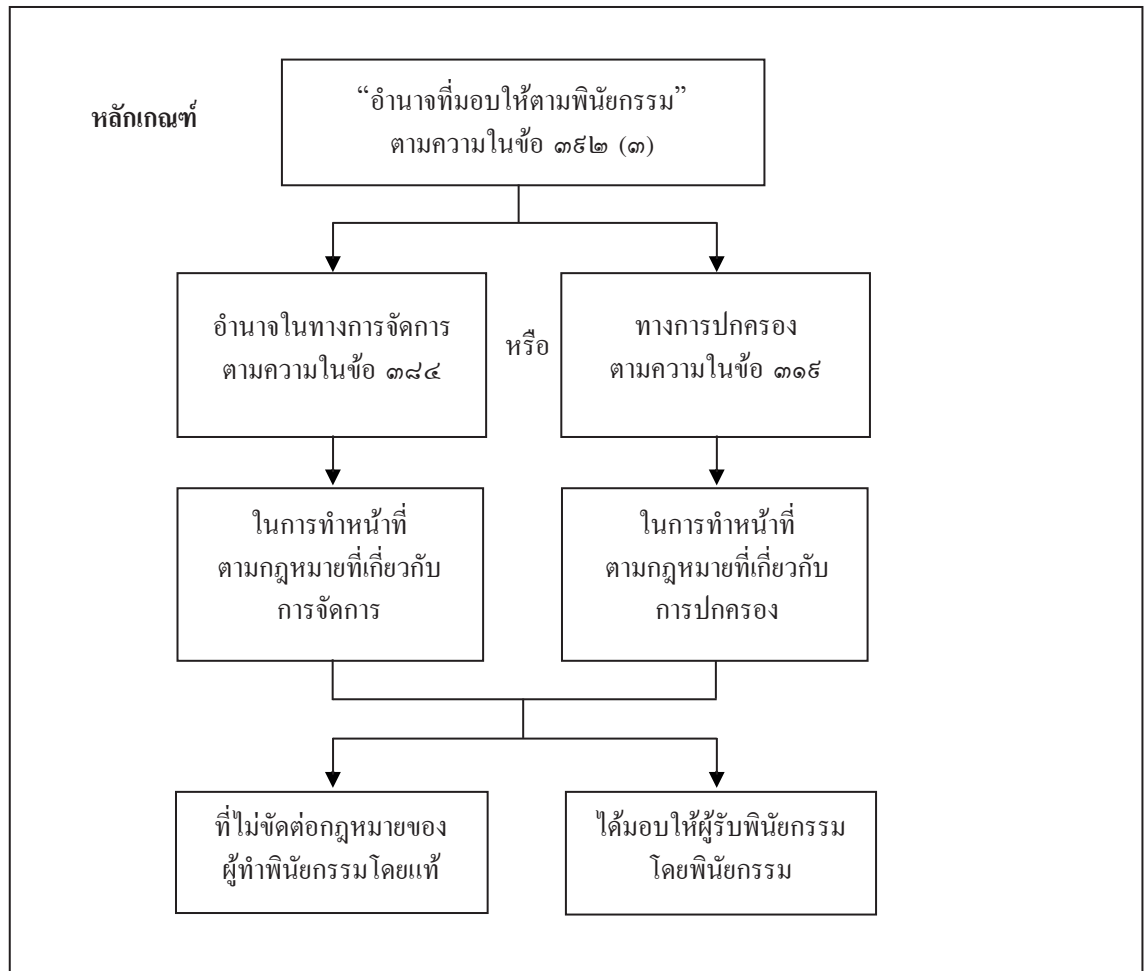 หลักเกณฑ์
“อำนาจที่มอบให้ตามพินัยกรรม”
ตามความในข้อ ๓๙๒ (๓)
อำนาจในทางการจัดการ
ตามความในข้อ ๓๘๔
หรือ
ทางการปกครอง
ตามความในข้อ ๓๑๙
ในการทำหน้าที่
ตามกฎหมายที่เกี่ยวกับ
การจัดการ
ในการทำหน้าที่
ตามกฎหมายที่เกี่ยวกับ
การปกครอง
ที่ไม่ขัดต่อกฎหมายของ
ผู้ทำพินัยกรรมโดยแท้
ได้มอบให้ผู้รับพินัยกรรม
โดยพินัยกรรม